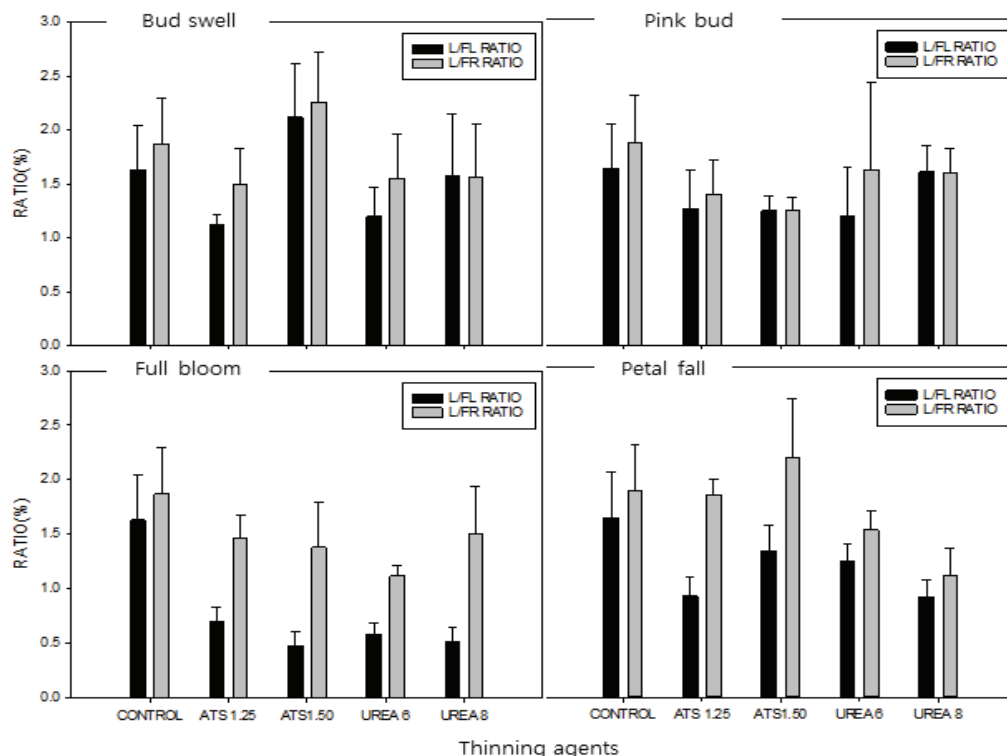 Bud swell
L/FL RATIO
L/FR RATIO
RATIO(%)
3.0
2.5
2.0
1.5
1.0
0.5
0.0
Pink bud
L/FL RATIO
L/FR RATIO
Full bloom
L/FL RATIO
L/FR RATIO
RATIO(%)
3.0
2.5
2.0
1.5
1.0
0.5
0.0
CONTROL ATS 1.25 ATS1.50 UREA 6 UREA 8
Petal fall
L/FL RATIO
L/FR RATIO
CONTROL ATS 1.25 ATS1.50 UREA 6 UREA 8
Thinning agents